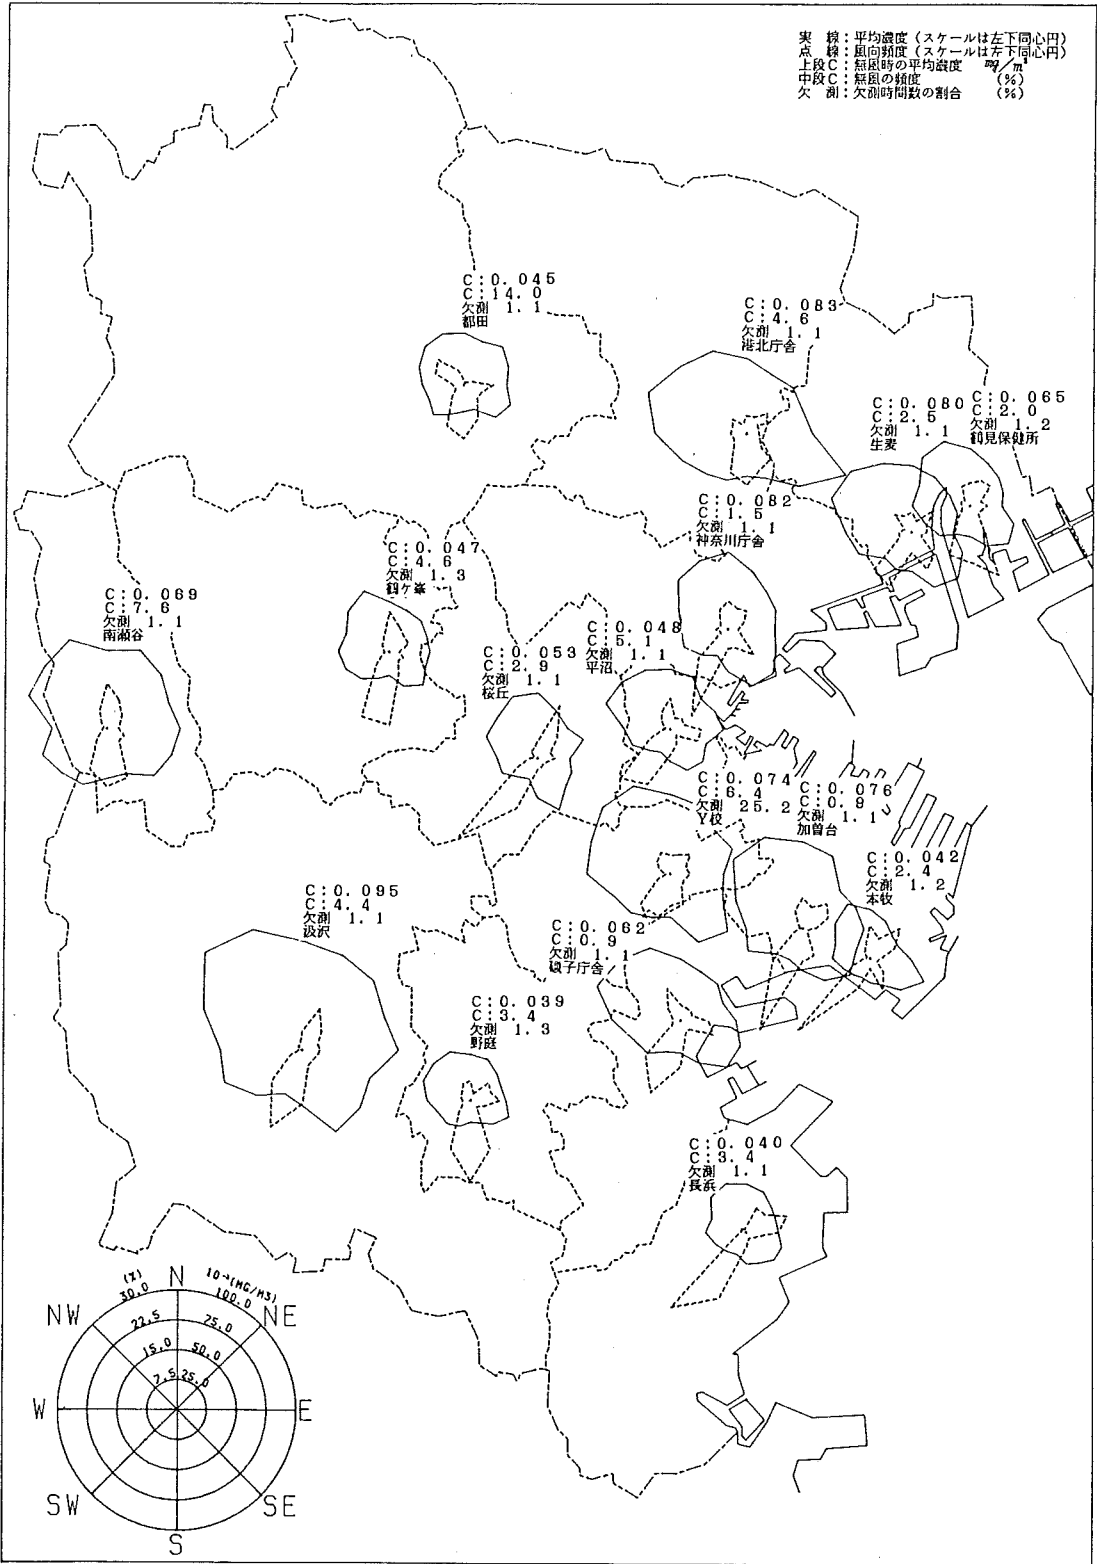 実 線：平均濃度（スケールは左下同心円）
点 線：風向頻度（スケールは左下同心円）
上段C：無風時の平均濃度 mg/m³
中段C：無風の頻度 (%)
欠 測：欠測時間数の割合 (%)
C:0.045
C:14.0
欠測 1.1
都田
C:0.083
C:4.6
欠測 1.1
港北庁舎
C:0.080
C:2.5
欠測 1.1
生麦
C:0.065
C:2.0
欠測 1.2
鶴見保健所
C:0.082
C:1.5
欠測 1.1
神奈川庁舎
C:0.047
C:4.6
欠測 1.3
鶴ケ峯
C:0.069
C:7.6
欠測 1.1
南瀬谷
C:0.048
C:5.1
欠測 1.1
平沼
C:0.053
C:2.9
欠測 1.1
桜丘
C:0.074
C:6.4
欠測 25.2
Y校
C:0.076
C:0.9
欠測 1.1
加曽台
C:0.042
C:2.4
欠測 1.2
本牧
C:0.095
C:4.4
欠測 1.1
汲沢
C:0.062
C:0.9
欠測 1.1
磯子庁舎
C:0.039
C:3.4
欠測 1.3
野庭
C:0.040
C:3.4
欠測 1.1
長浜
(%) N (MG/M3)
30.0 100.0
NW NE
22.5 75.0
15.0 50.0
7.5 25.0
W E
SW SE
S